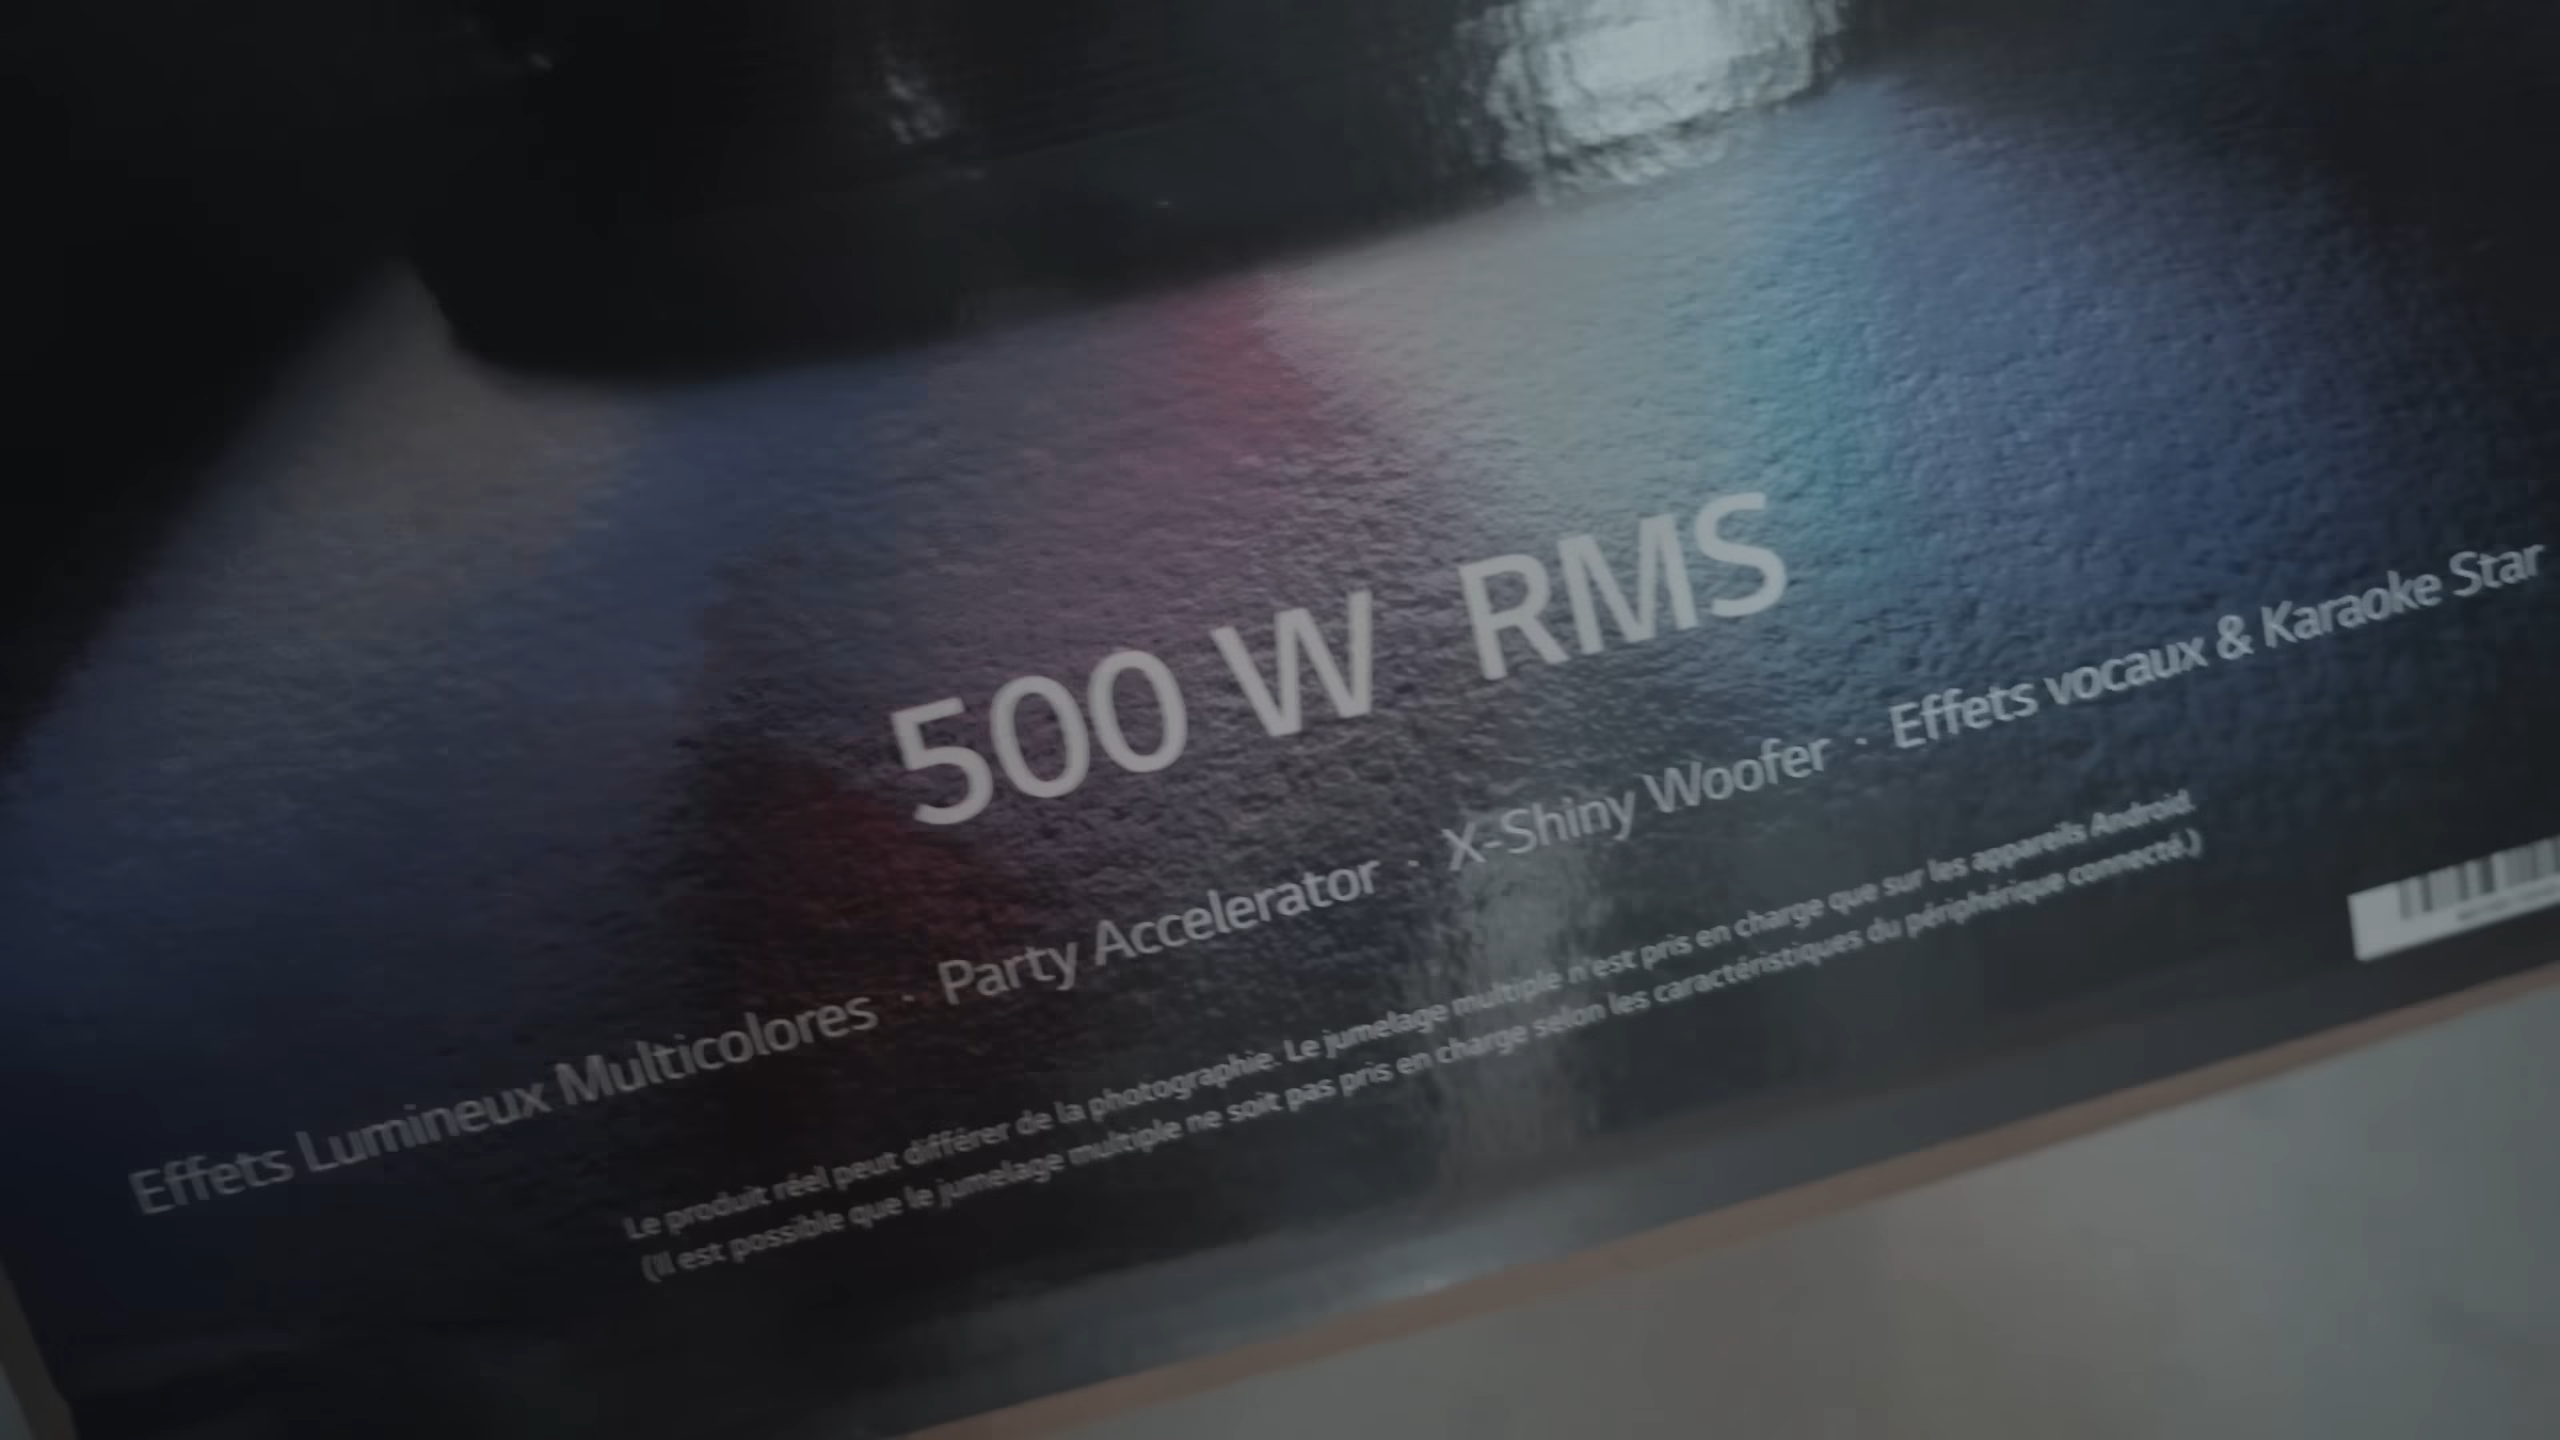 500 W RMS
Effets Lumineux Multicolores · Party Accelerator · X-Shiny Woofer · Effets vocaux & Karaoke Star
Le produit réel peut différer de la photographie. Le jumelage multiple n'est pris en charge que sur les appareils Android.
(Il est possible que le jumelage multiple ne soit pas pris en charge selon les caractéristiques du périphérique connecté.)